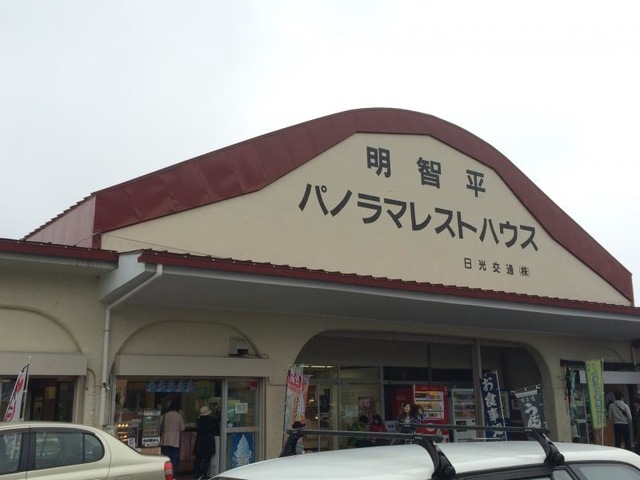 明智平
パノラマレストハウス
日光交通(株)
お食事